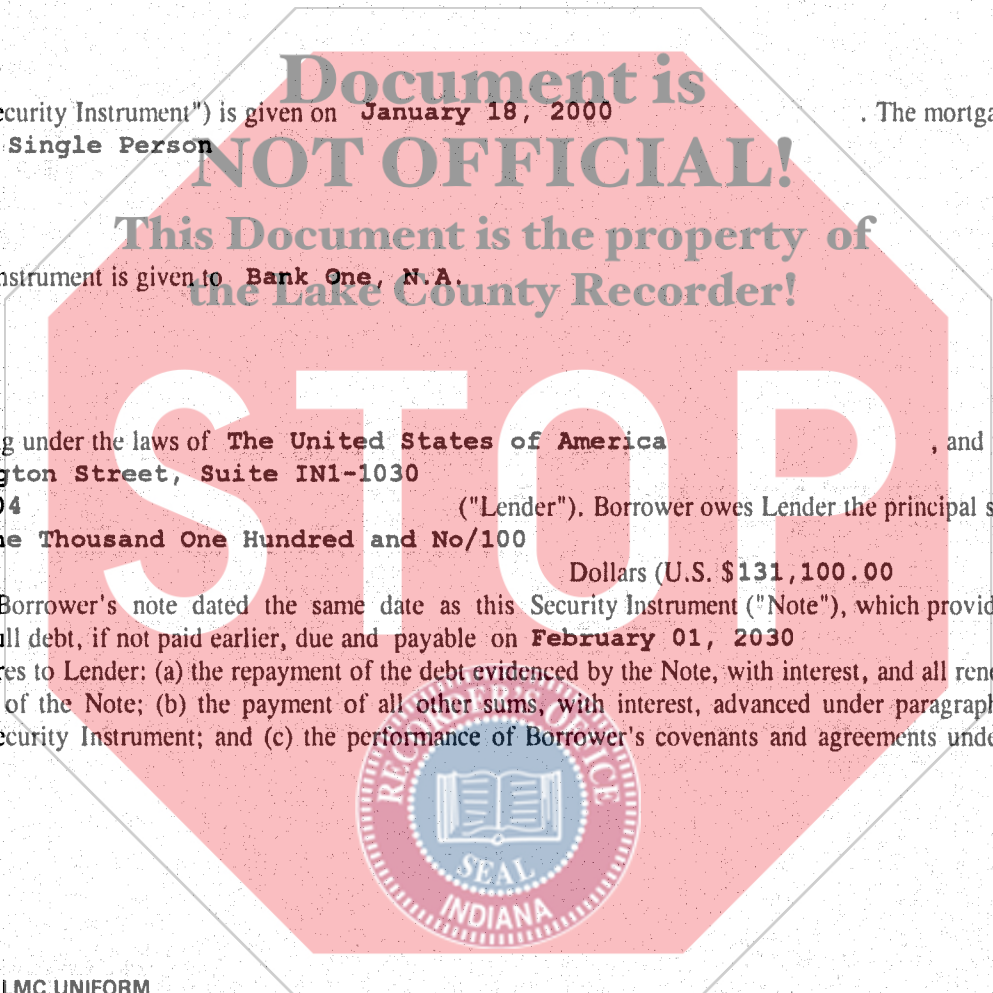 Document is
ecurity Instrument") is given on January 18, 2000 . The mortga
Single Person
NOT OFFICIAL!
This Document is the property of
nstrument is given to Bank One, N.A.
the Lake County Recorder!
STOP
g under the laws of The United States of America , and
gton Street, Suite IN1-1030
04 ("Lender"). Borrower owes Lender the principal s
e Thousand One Hundred and No/100
Dollars (U.S. $131,100.00
Borrower's note dated the same date as this Security Instrument ("Note"), which provid
ll debt, if not paid earlier, due and payable on February 01, 2030
res to Lender: (a) the repayment of the debt evidenced by the Note, with interest, and all rene
of the Note; (b) the payment of all other sums, with interest, advanced under paragraph
ecurity Instrument; and (c) the performance of Borrower's covenants and agreements unde
RECORDER'S OFFICE
SEAL
INDIANA
LMC UNIFORM